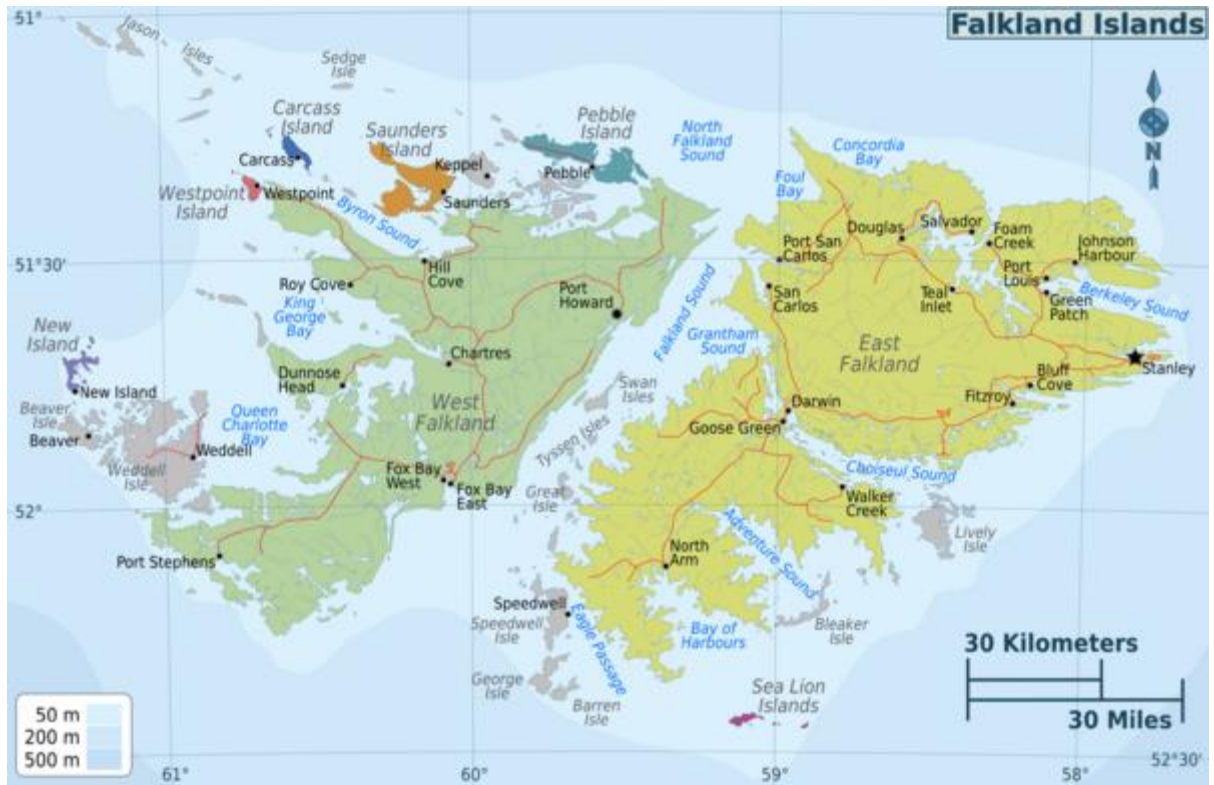 51°
Falkland Islands
Jason
Isles
Sedge
Isle
Carcass
Island
Saunders
Island
Pebble
Island
North
Falkland
Sound
Concordia
Bay
Carcass
Keppel
Pebble
Foul
Bay
N
Westpoint
Westpoint
Island
Saunders
Byron Sound
Douglas
Salvador
Foam
Creek
Port San
Carlos
Johnson
Harbour
51°30'
Hill
Cove
Roy Cove
Port
Howard
San
Carlos
Teal
Inlet
Port
Louis
Green
Patch
Berkeley Sound
King
George
Bay
Falkland Sound
Grantham
Sound
East
Falkland
New
Island
Chartres
Stanley
New Island
Dunnose
Head
Swan
Isles
Bluff
Cove
Fitzroy
Beaver
Isle
Queen
Charlotte
Bay
West
Falkland
Darwin
Goose Green
Beaver
Weddell
Weddell
Isle
Tyssen Isles
Fox Bay
West
Fox Bay
East
Great
Isle
Choiseul Sound
Walker
Creek
52°
Lively
Isle
Adventure Sound
Port Stephens
North
Arm
Speedwell
Speedwell
Isle
Eagle Passage
Bay of
Harbours
Bleaker
Isle
30 Kilometers
George
Isle
Barren
Isle
Sea Lion
Islands
30 Miles
50 m
200 m
500 m
61°
60°
59°
58°
52°30'